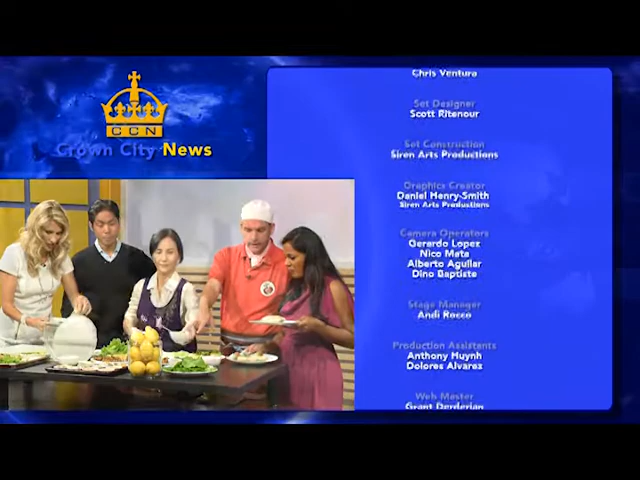 CCN
Crown City News
Chris Ventura
Set Designer
Scott Ritenour
Set Construction
Siren Arts Productions
Graphics Creator
Daniel Henry-Smith
Siren Arts Productions
Camera Operators
Gerardo Lopez
Nico Mata
Alberto Aguilar
Dino Baptiste
Stage Manager
Andi Rocco
Production Assistants
Anthony Huynh
Dolores Alvarez
Web Master
Grant Derderian